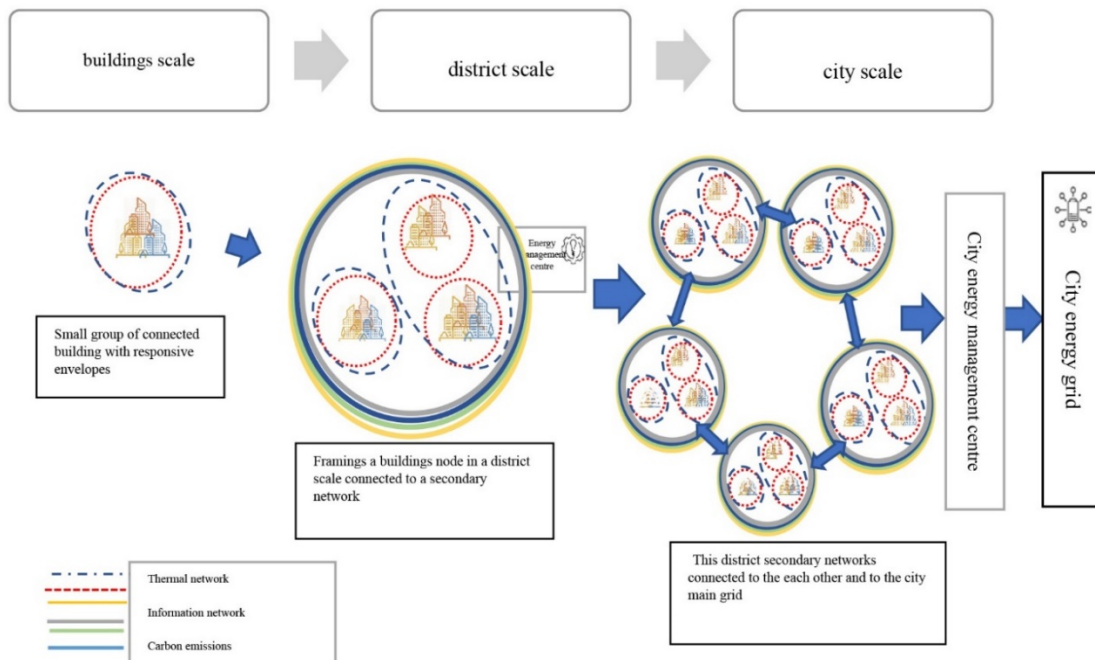 buildings scale
district scale
city scale
Energy
management
centre
Small group of connected
building with responsive
envelopes
Framings a buildings node in a district
scale connected to a secondary
network
This district secondary networks
connected to the each other and to the city
main grid
City energy management centre
City energy grid
Thermal network
Information network
Carbon emissions